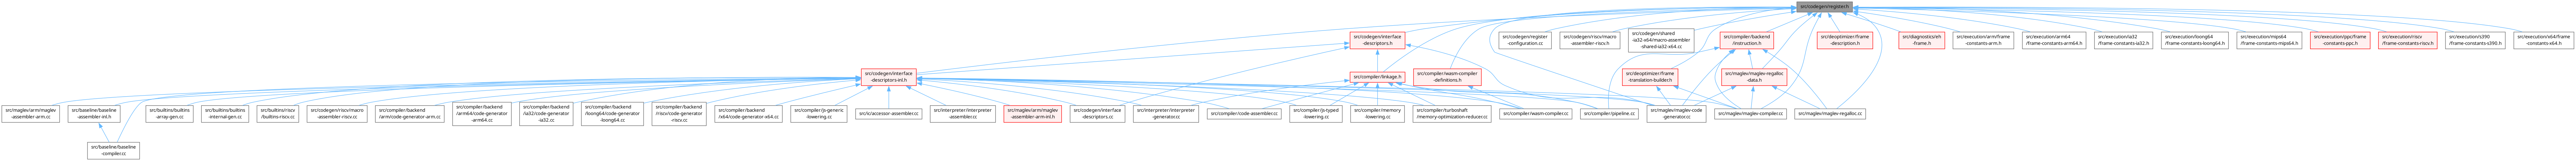 src/codegen/register.h
src/codegen/interface
-descriptors.h
src/codegen/register
-configuration.cc
src/codegen/riscv/macro
-assembler-riscv.h
src/codegen/shared
-ia32-x64/macro-assembler
-shared-ia32-x64.cc
src/compiler/backend
/instruction.h
src/deoptimizer/frame
-description.h
src/diagnostics/eh
-frame.h
src/execution/arm/frame
-constants-arm.h
src/execution/arm64
/frame-constants-arm64.h
src/execution/ia32
/frame-constants-ia32.h
src/execution/loong64
/frame-constants-loong64.h
src/execution/mips64
/frame-constants-mips64.h
src/execution/ppc/frame
-constants-ppc.h
src/execution/riscv
/frame-constants-riscv.h
src/execution/s390
/frame-constants-s390.h
src/execution/x64/frame
-constants-x64.h
src/codegen/interface
-descriptors-inl.h
src/compiler/linkage.h
src/compiler/wasm-compiler
-definitions.h
src/deoptimizer/frame
-translation-builder.h
src/maglev/maglev-regalloc
-data.h
src/maglev/arm/maglev
-assembler-arm.cc
src/baseline/baseline
-assembler-inl.h
src/builtins/builtins
-array-gen.cc
src/builtins/builtins
-internal-gen.cc
src/builtins/riscv
/builtins-riscv.cc
src/codegen/riscv/macro
-assembler-riscv.cc
src/compiler/backend
/arm/code-generator-arm.cc
src/compiler/backend
/arm64/code-generator
-arm64.cc
src/compiler/backend
/ia32/code-generator
-ia32.cc
src/compiler/backend
/loong64/code-generator
-loong64.cc
src/compiler/backend
/riscv/code-generator
-riscv.cc
src/compiler/backend
/x64/code-generator-x64.cc
src/compiler/js-generic
-lowering.cc
src/ic/accessor-assembler.cc
src/interpreter/interpreter
-assembler.cc
src/maglev/arm/maglev
-assembler-arm-inl.h
src/codegen/interface
-descriptors.cc
src/interpreter/interpreter
-generator.cc
src/compiler/code-assembler.cc
src/compiler/js-typed
-lowering.cc
src/compiler/memory
-lowering.cc
src/compiler/turboshaft
/memory-optimization-reducer.cc
src/compiler/wasm-compiler.cc
src/compiler/pipeline.cc
src/maglev/maglev-code
-generator.cc
src/maglev/maglev-compiler.cc
src/maglev/maglev-regalloc.cc
src/baseline/baseline
-compiler.cc